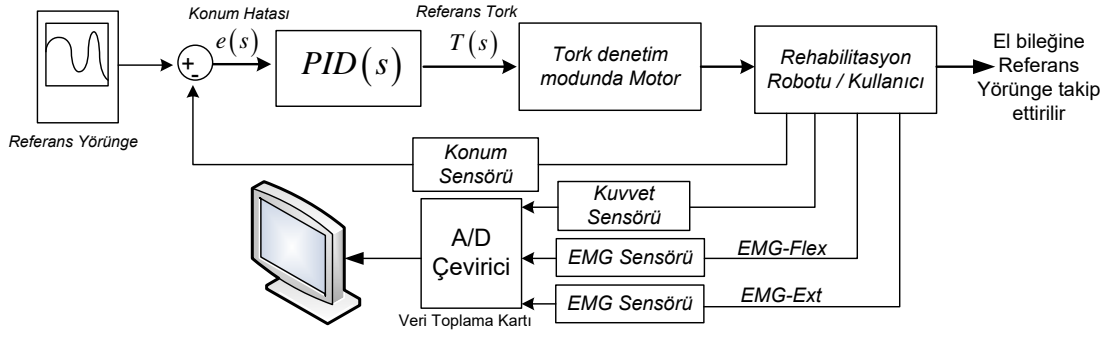 Konum Hatası
Referans Tork
e(s)
T(s)
+
-
PID(s)
Tork denetim
modunda Motor
Rehabilitasyon
Robotu / Kullanıcı
El bileğine
Referans
Yörünge takip
ettirilir
Referans Yörünge
Konum
Sensörü
Kuvvet
Sensörü
A/D
Çevirici
EMG Sensörü
EMG-Flex
EMG Sensörü
EMG-Ext
Veri Toplama Kartı